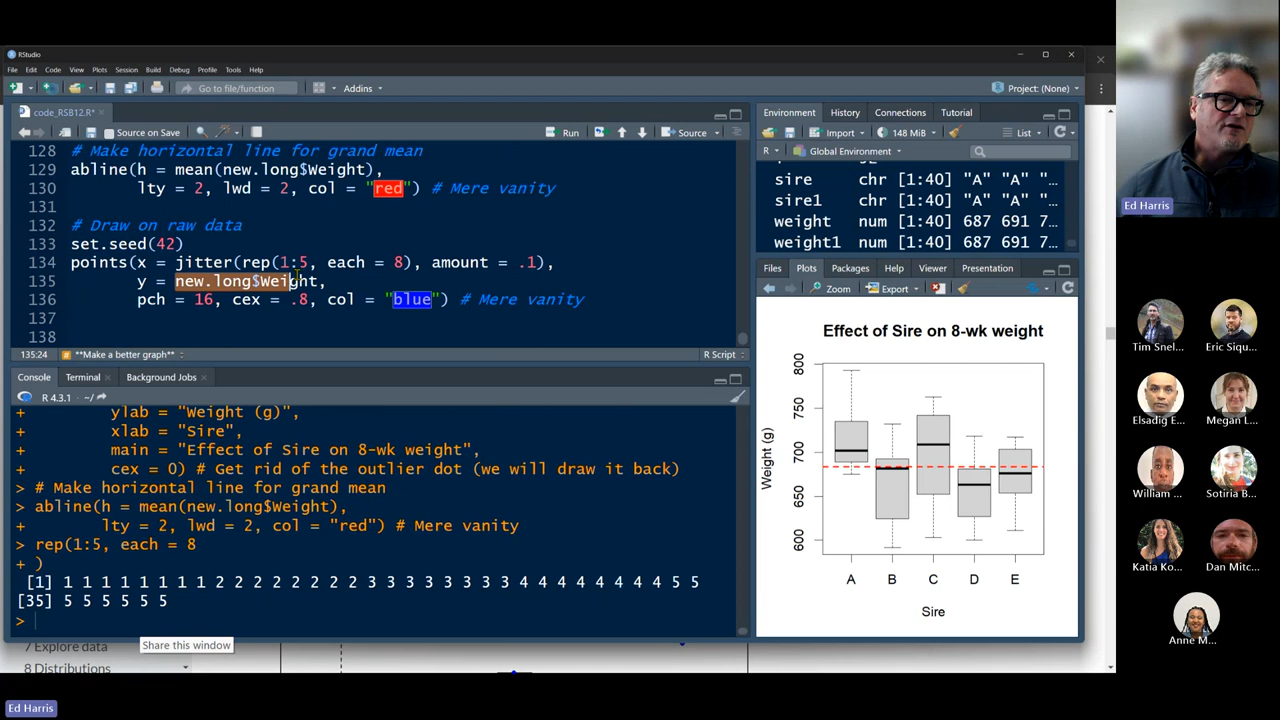 RStudio
File Edit Code View Plots Session Build Debug Profile Tools Help
Go to file/function Addins Project: (None)
code_RSB12.R*
Source on Save Run Source
128 # Make horizontal line for grand mean
129 abline(h = mean(new.long$Weight),
130 lty = 2, lwd = 2, col = "red") # Mere vanity
131
132 # Draw on raw data
133 set.seed(42)
134 points(x = jitter(rep(1:5, each = 8), amount = .1),
135 y = new.long$Weight,
136 pch = 16, cex = .8, col = "blue") # Mere vanity
137
138
135:24 **Make a better graph** R Script
Console Terminal Background Jobs
R 4.3.1 · ~/
+ ylab = "Weight (g)",
+ xlab = "Sire",
+ main = "Effect of Sire on 8-wk weight",
+ cex = 0) # Get rid of the outlier dot (we will draw it back)
> # Make horizontal line for grand mean
> abline(h = mean(new.long$Weight),
+ lty = 2, lwd = 2, col = "red") # Mere vanity
> rep(1:5, each = 8
+ )
[1] 1 1 1 1 1 1 1 1 2 2 2 2 2 2 2 2 3 3 3 3 3 3 3 3 4 4 4 4 4 4 4 4 5 5
[35] 5 5 5 5 5 5
>
Share this window
7 Explore data
8 Distributions
Environment History Connections Tutorial
Import 148 MiB List
R Global Environment
sire chr [1:40] "A" "A" "…
sire1 chr [1:40] "A" "A" "…
weight num [1:40] 687 691 7…
weight1 num [1:40] 687 691 7…
Files Plots Packages Help Viewer Presentation
Zoom Export
Effect of Sire on 8-wk weight
Weight (g)
800
750
700
650
600
A B C D E
Sire
Ed Harris
Tim Snel... Eric Siqu...
Elsadig E... Megan L...
William ... Sotiria B...
Katia Ko... Dan Mitc...
Anne M...
Ed Harris